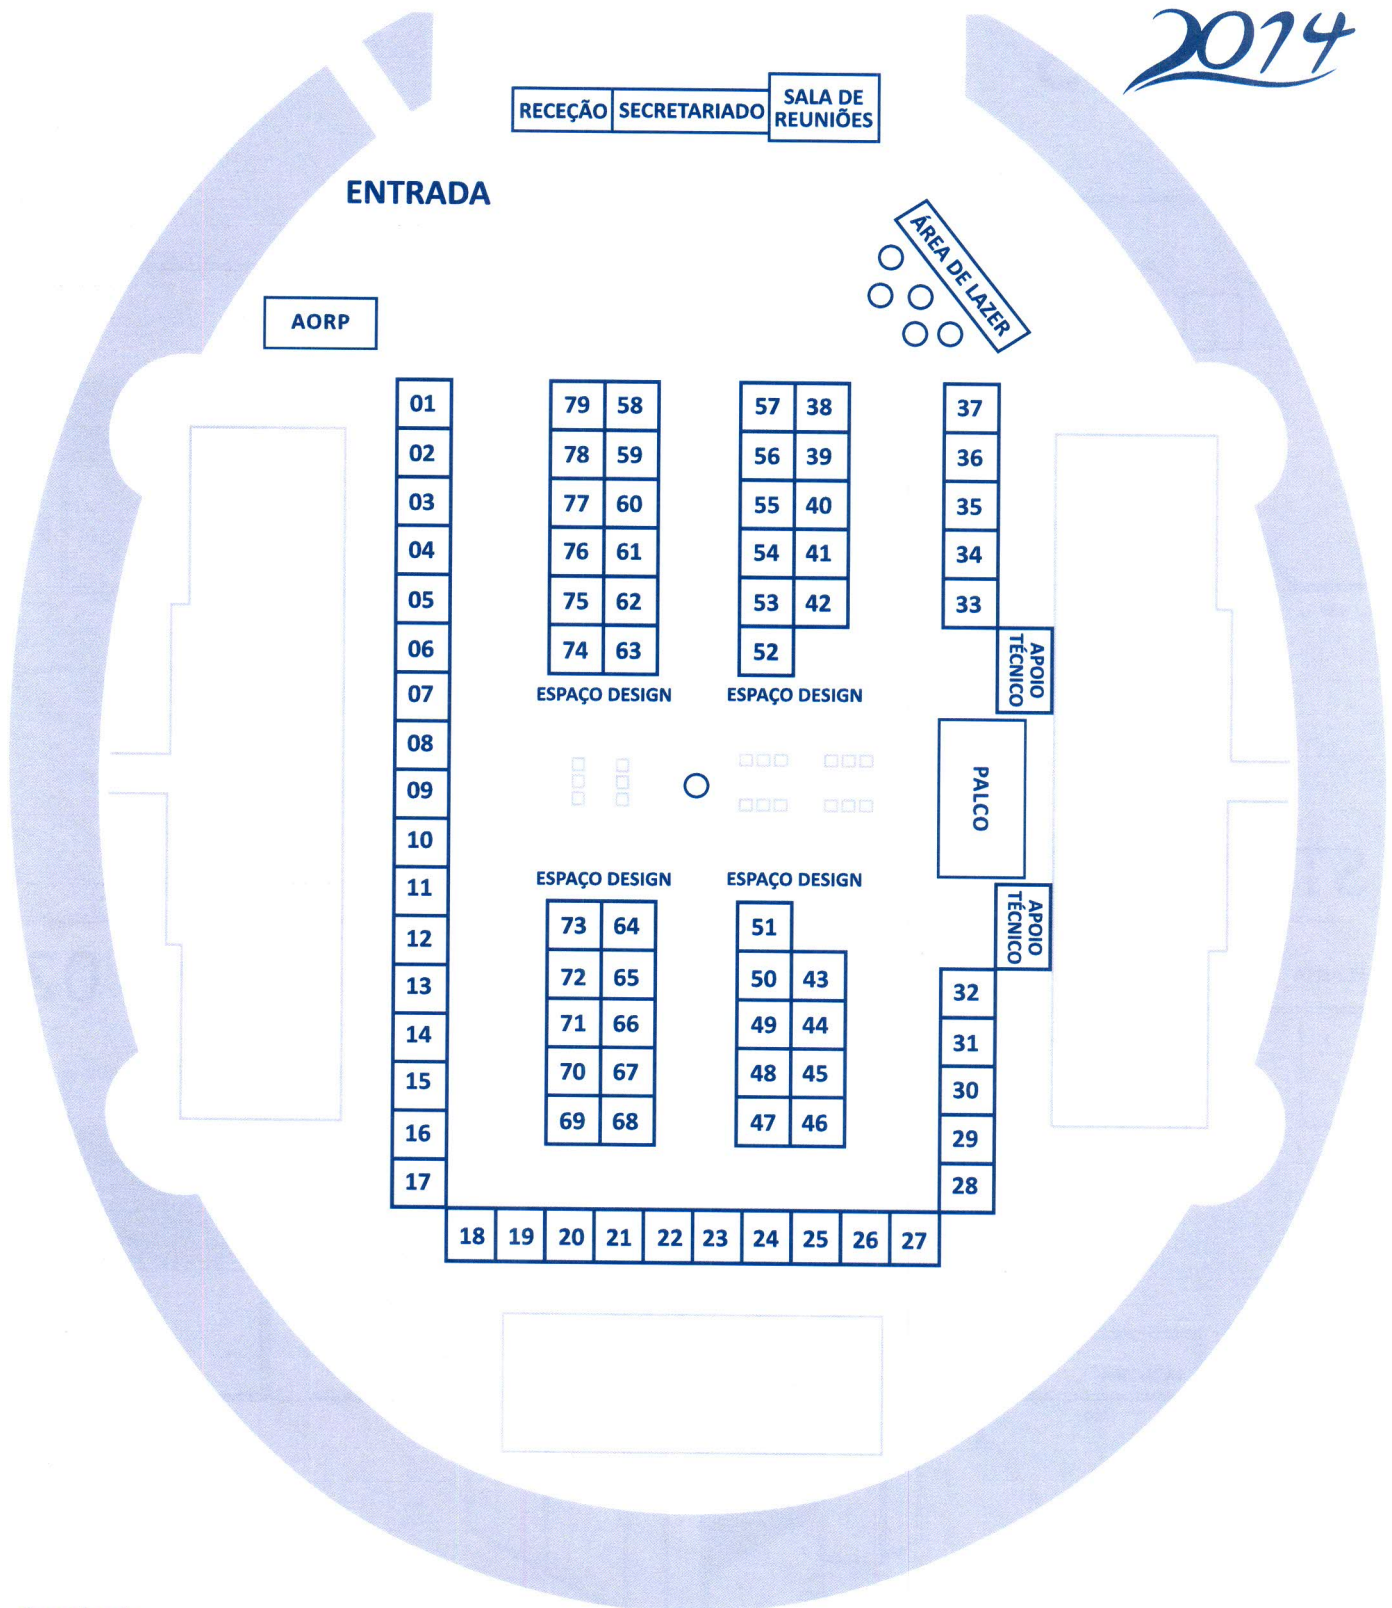 2014
RECEÇÃO SECRETARIADO SALA DE
REUNIÕES
ENTRADA
ÁREA DE LAZER
AORP
01 79 58 57 38 37
02 78 59 56 39 36
03 77 60 55 40 35
04 76 61 54 41 34
05 75 62 53 42 33
06 74 63 52
APOIO
TÉCNICO
07 ESPAÇO DESIGN ESPAÇO DESIGN
08
09
PALCO
10
11 ESPAÇO DESIGN ESPAÇO DESIGN
APOIO
TÉCNICO
12 73 64 51
13 72 65 50 43 32
14 71 66 49 44 31
15 70 67 48 45 30
16 69 68 47 46 29
17 28
18 19 20 21 22 23 24 25 26 27